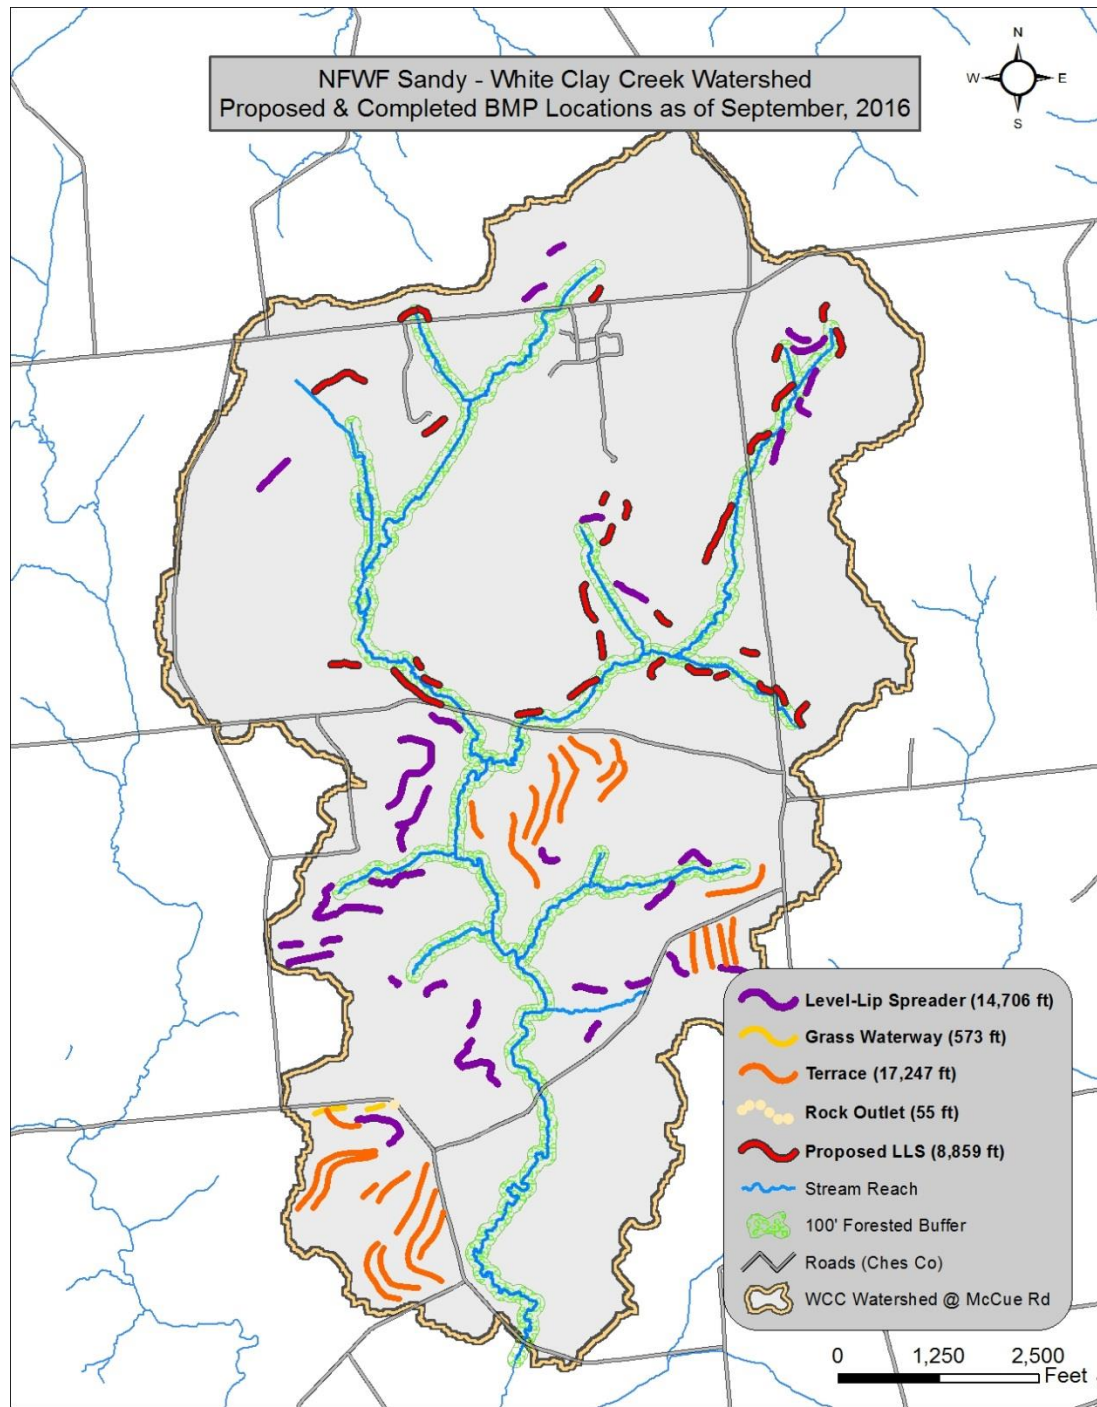 N
W E
S
NFWF Sandy - White Clay Creek Watershed
Proposed & Completed BMP Locations as of September, 2016
Level-Lip Spreader (14,706 ft)
Grass Waterway (573 ft)
Terrace (17,247 ft)
Rock Outlet (55 ft)
Proposed LLS (8,859 ft)
Stream Reach
100' Forested Buffer
Roads (Ches Co)
WCC Watershed @ McCue Rd
0 1,250 2,500
Feet